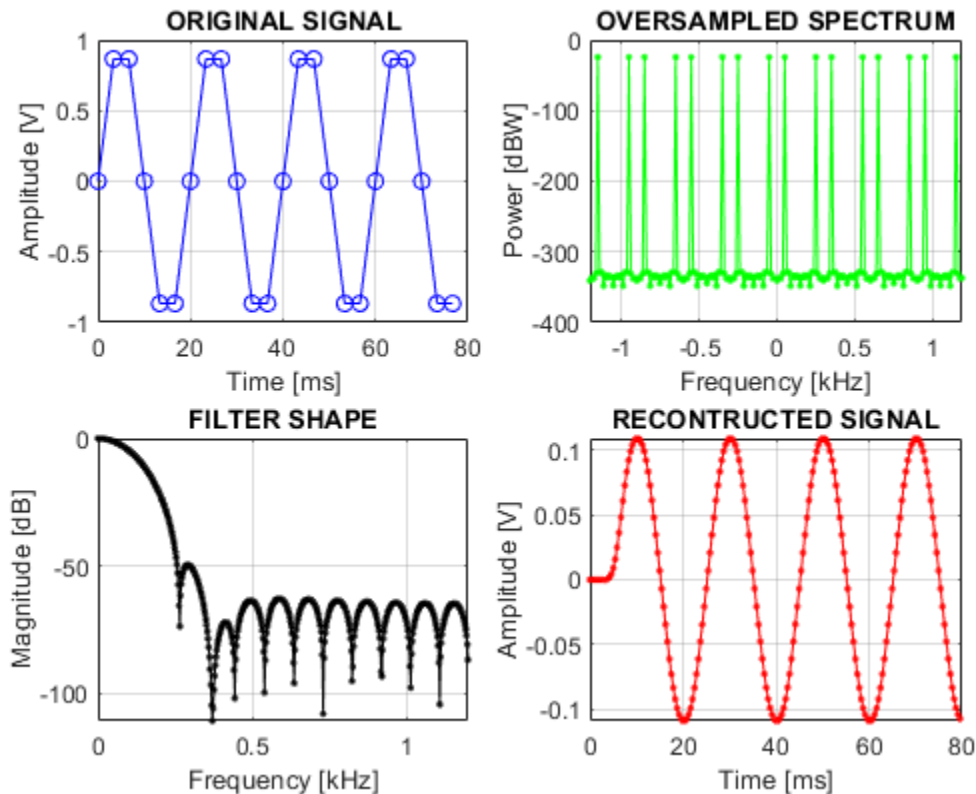 ORIGINAL SIGNAL
Amplitude [V]
1
0.5
0
-0.5
-1
0 20 40 60 80
Time [ms]
OVERSAMPLED SPECTRUM
Power [dBW]
0
-100
-200
-300
-400
-1 -0.5 0 0.5 1
Frequency [kHz]
FILTER SHAPE
Magnitude [dB]
0
-50
-100
0 0.5 1
Frequency [kHz]
RECONTRUCTED SIGNAL
Amplitude [V]
0.1
0.05
0
-0.05
-0.1
0 20 40 60 80
Time [ms]